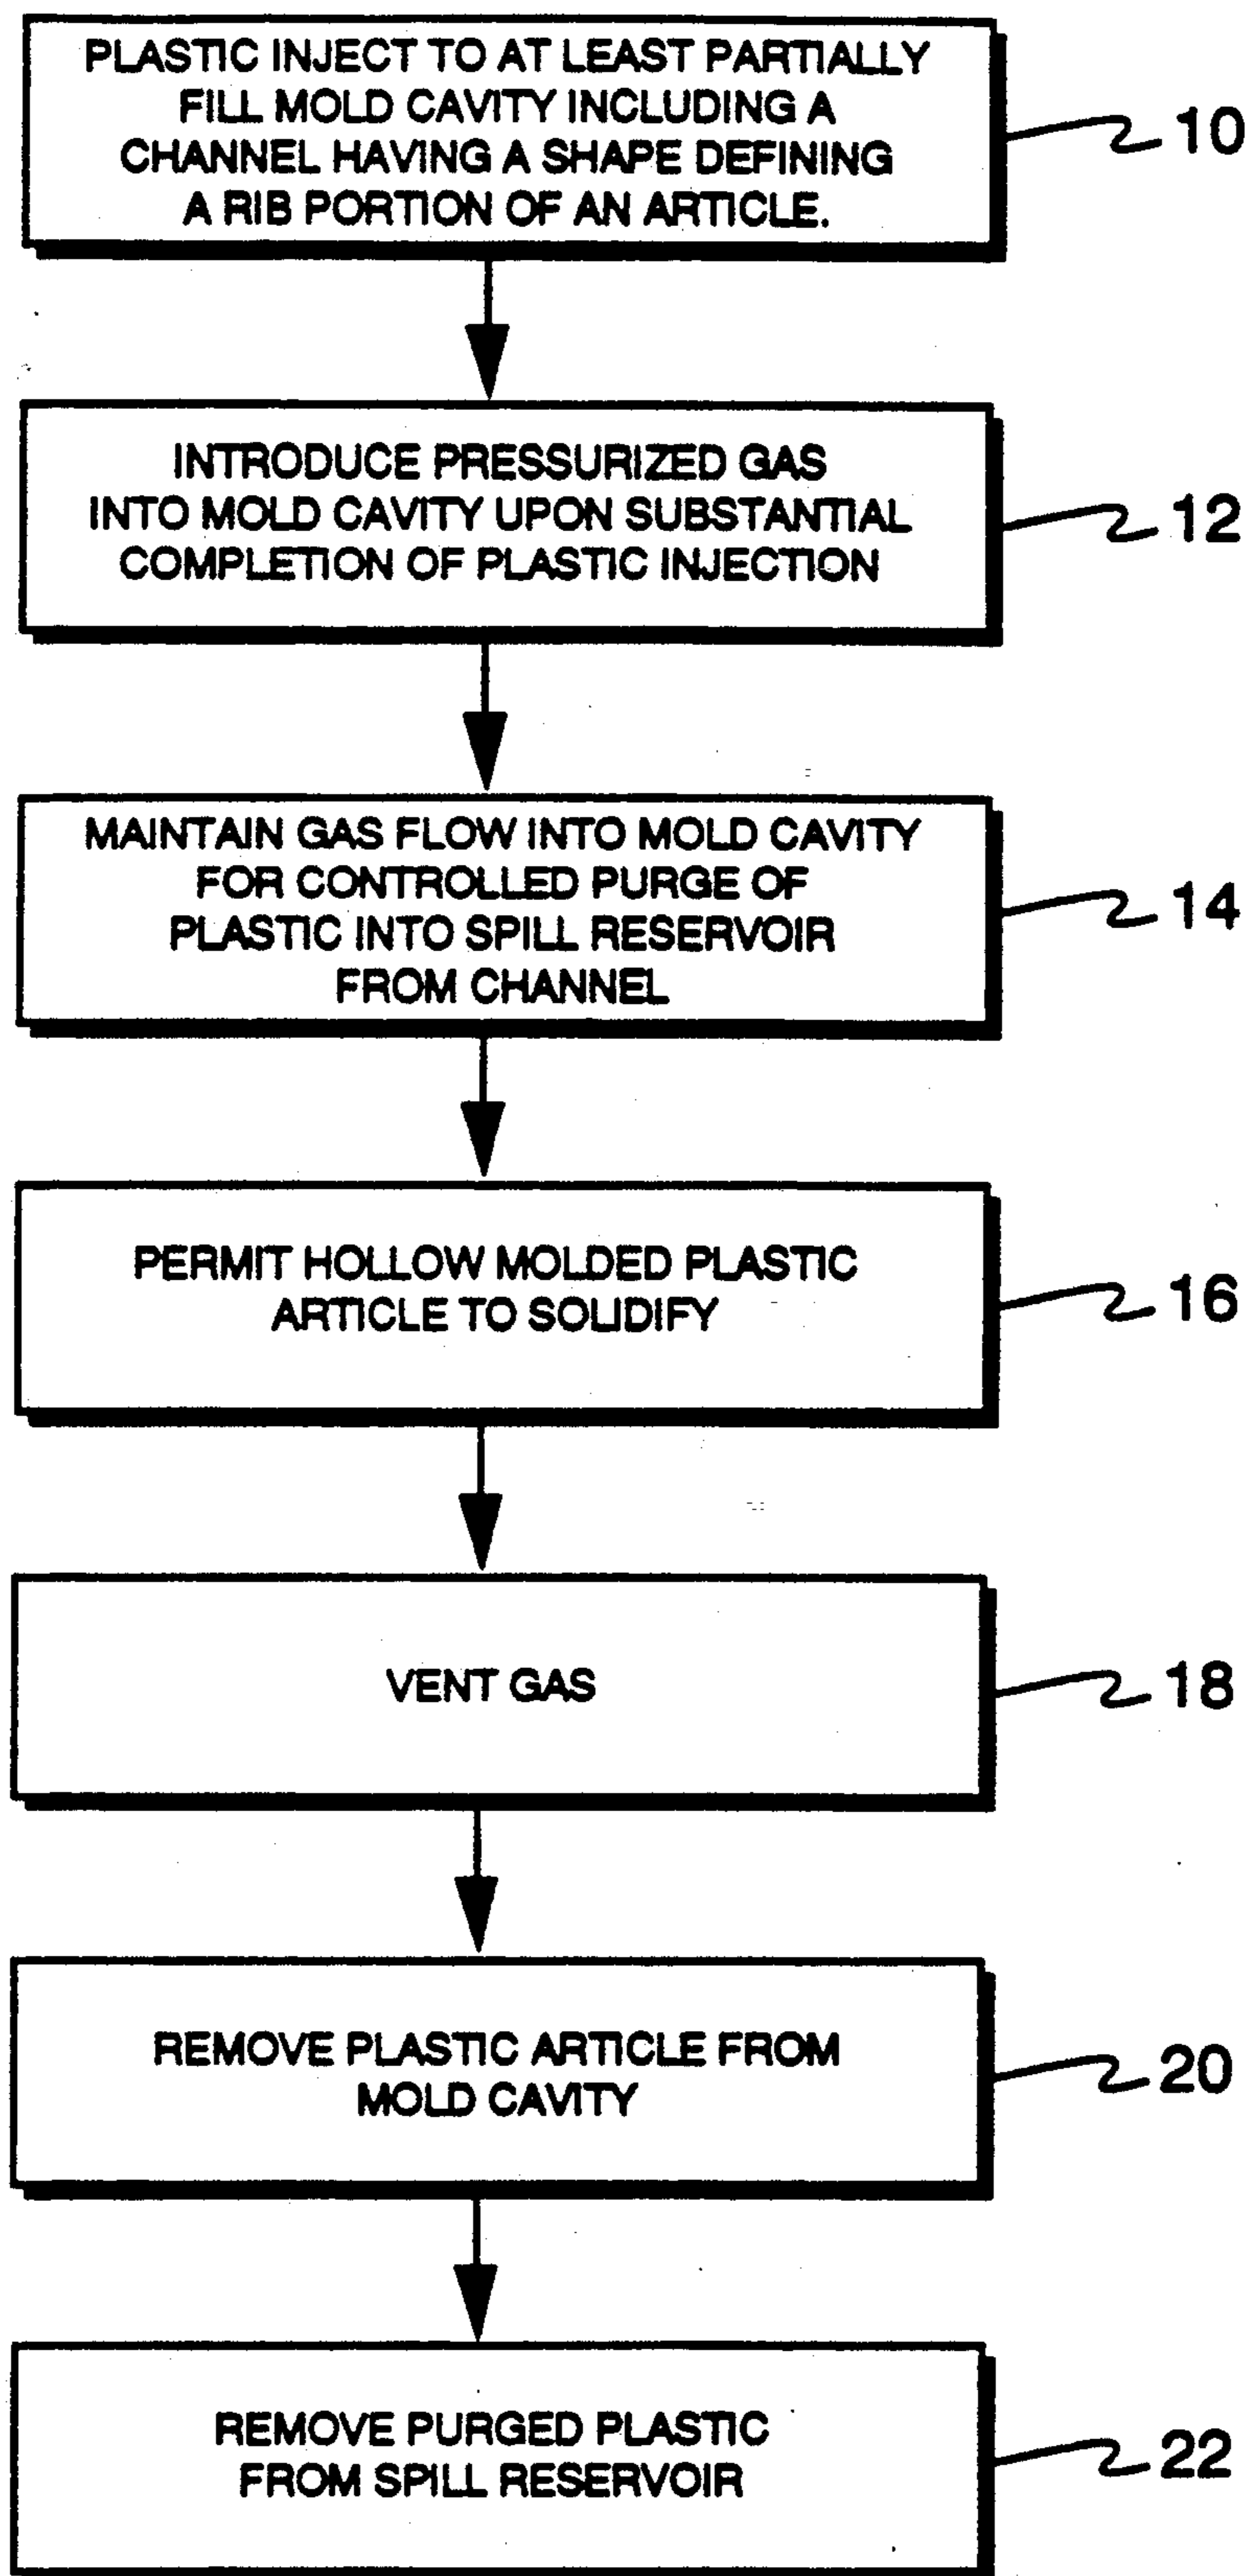 PLASTIC INJECT TO AT LEAST PARTIALLY
FILL MOLD CAVITY INCLUDING A
CHANNEL HAVING A SHAPE DEFINING
A RIB PORTION OF AN ARTICLE.
10
INTRODUCE PRESSURIZED GAS
INTO MOLD CAVITY UPON SUBSTANTIAL
COMPLETION OF PLASTIC INJECTION
12
MAINTAIN GAS FLOW INTO MOLD CAVITY
FOR CONTROLLED PURGE OF
PLASTIC INTO SPILL RESERVOIR
FROM CHANNEL
14
PERMIT HOLLOW MOLDED PLASTIC
ARTICLE TO SOLIDIFY
16
VENT GAS
18
REMOVE PLASTIC ARTICLE FROM
MOLD CAVITY
20
REMOVE PURGED PLASTIC
FROM SPILL RESERVOIR
22